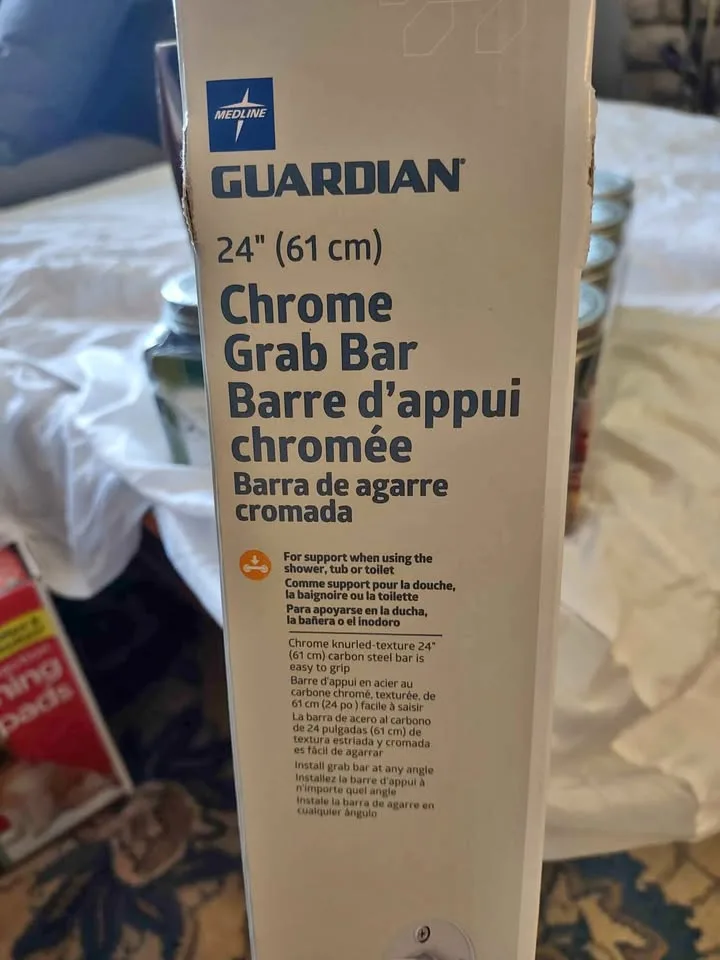 MEDLINE
GUARDIAN®
24" (61 cm)
Chrome
Grab Bar
Barre d'appui
chromée
Barra de agarre
cromada
For support when using the
shower, tub or toilet
Comme support pour la douche,
la baignoire ou la toilette
Para apoyarse en la ducha,
la bañera o el inodoro
Chrome knurled-texture 24"
(61 cm) carbon steel bar is
easy to grip
Barre d'appui en acier au
carbone chromé, texturée, de
61 cm (24 po) facile à saisir
La barra de acero al carbono
de 24 pulgadas (61 cm) de
textura estriada y cromada
es fácil de agarrar
Install grab bar at any angle
Installez la barre d'appui à
n'importe quel angle
Instale la barra de agarre en
cualquier ángulo
pads